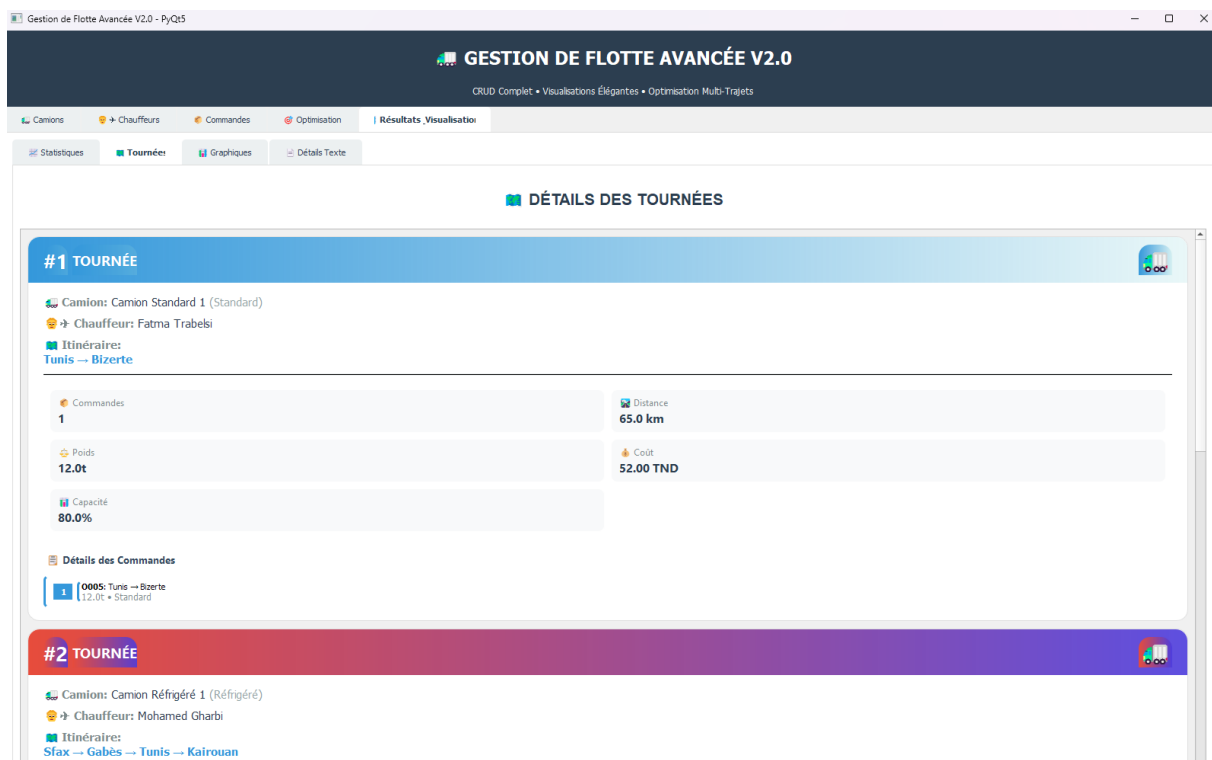 Gestion de Flotte Avancée V2.0 - PyQt5
GESTION DE FLOTTE AVANCÉE V2.0
CRUD Complet • Visualisations Élégantes • Optimisation Multi-Trajets
Camions Chauffeurs Commandes Optimisation Résultats
Statistiques Tournées Graphiques Détails Texte
DÉTAILS DES TOURNÉES
#1 TOURNÉE
Camion: Camion Standard 1 (Standard)
Chauffeur: Fatma Trabelsi
Itinéraire:
Tunis → Bizerte
Commandes
1
Distance
65.0 km
Poids
12.0t
Coût
52.00 TND
Capacité
80.0%
Détails des Commandes
1
O005: Tunis → Bizerte
12.0t • Standard
#2 TOURNÉE
Camion: Camion Réfrigéré 1 (Réfrigéré)
Chauffeur: Mohamed Gharbi
Itinéraire:
Sfax → Gabès → Tunis → Kairouan